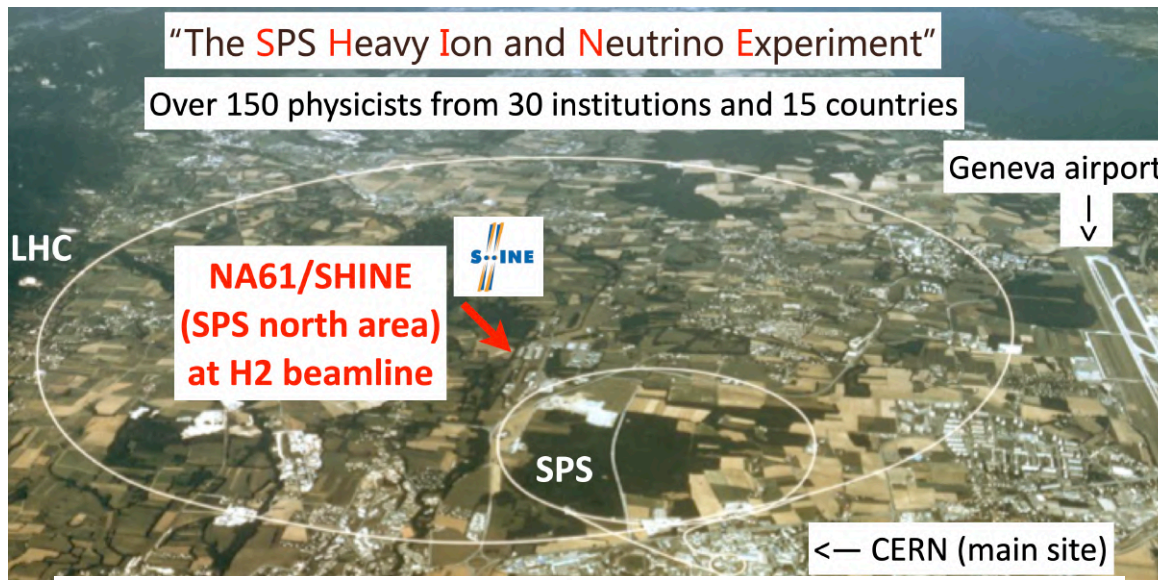 “The SPS Heavy Ion and Neutrino Experiment”
Over 150 physicists from 30 institutions and 15 countries
Geneva airport
LHC
S··INE
NA61/SHINE
(SPS north area)
at H2 beamline
SPS
<— CERN (main site)